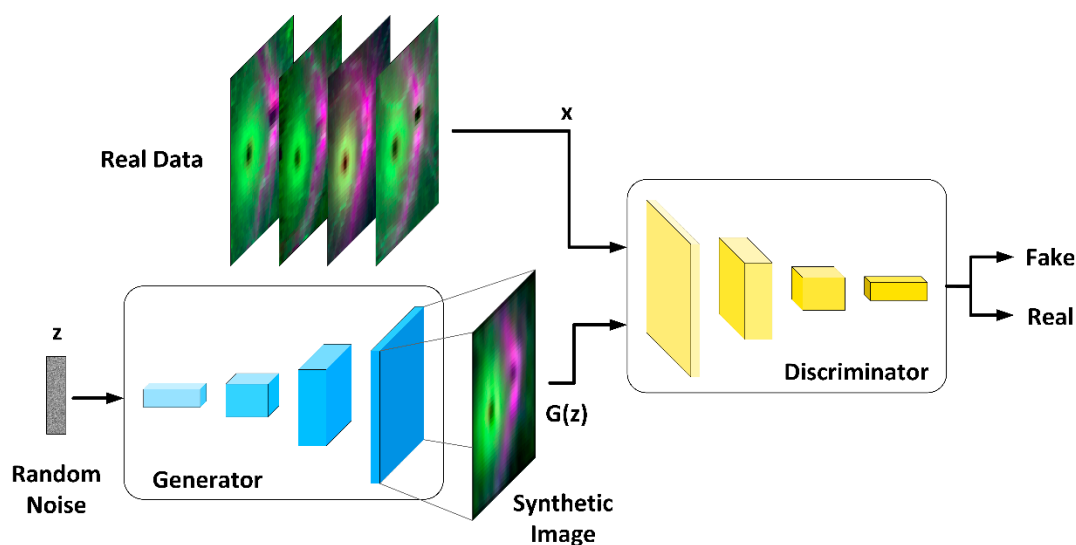 x
Real Data
Fake
z
Real
Discriminator
G(z)
Random
Noise
Generator
Synthetic
Image